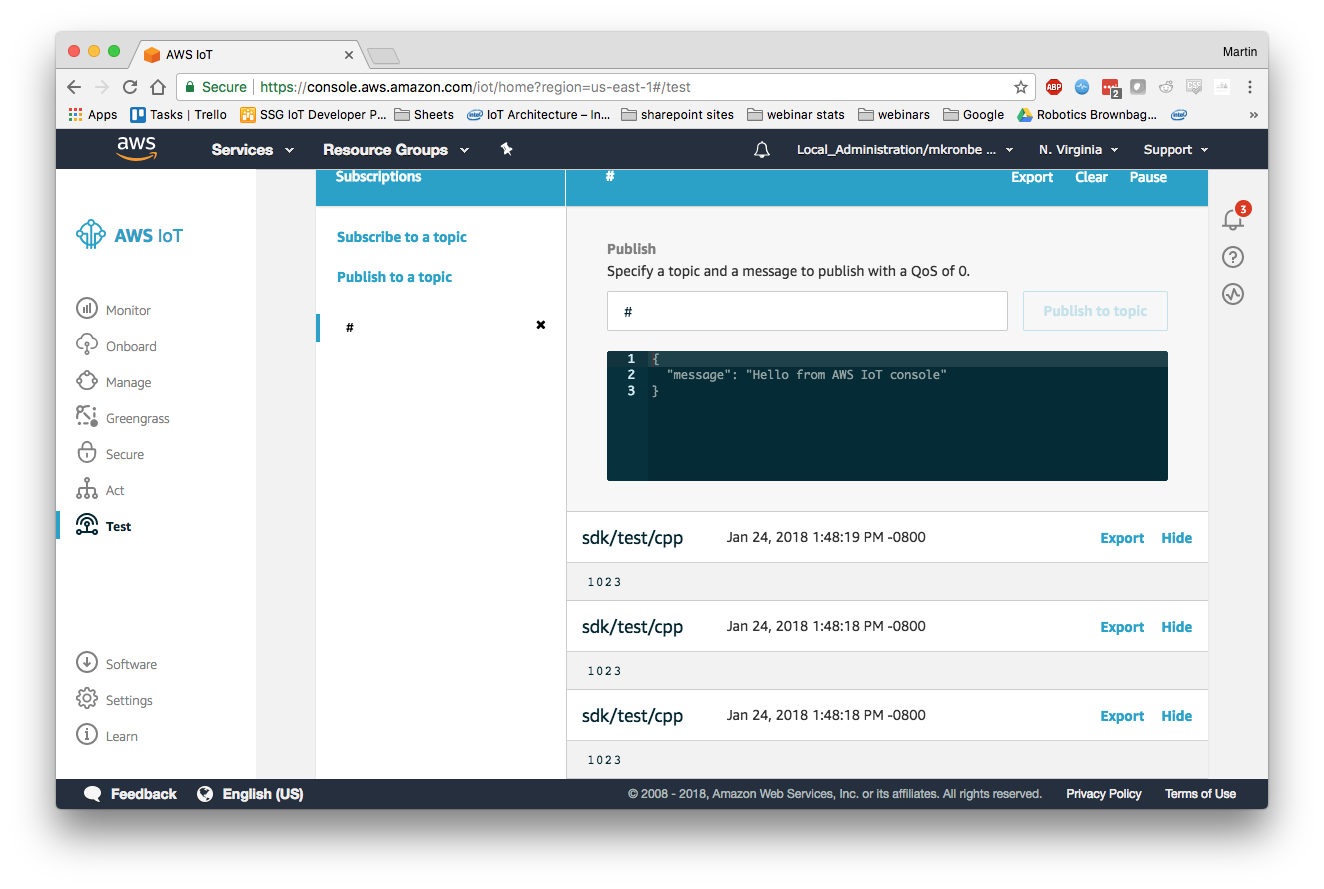 AWS IoT
Martin
Secure https://console.aws.amazon.com/iot/home?region=us-east-1#/test
ABP 2
Apps Tasks | Trello SSG IoT Developer P... Sheets IoT Architecture – In... sharepoint sites webinar stats webinars Google Robotics Brownbag... »
aws Services Resource Groups Local_Administration/mkronbe ... N. Virginia Support
Subscriptions # Export Clear Pause
AWS IoT
Monitor
Onboard
Manage
Greengrass
Secure
Act
Test
Software
Settings
Learn
Subscribe to a topic
Publish to a topic
#
Publish
Specify a topic and a message to publish with a QoS of 0.
# Publish to topic
1 {
2 "message": "Hello from AWS IoT console"
3 }
sdk/test/cpp Jan 24, 2018 1:48:19 PM -0800 Export Hide
1023
sdk/test/cpp Jan 24, 2018 1:48:18 PM -0800 Export Hide
1023
sdk/test/cpp Jan 24, 2018 1:48:18 PM -0800 Export Hide
1023
3
Feedback English (US) © 2008 - 2018, Amazon Web Services, Inc. or its affiliates. All rights reserved. Privacy Policy Terms of Use